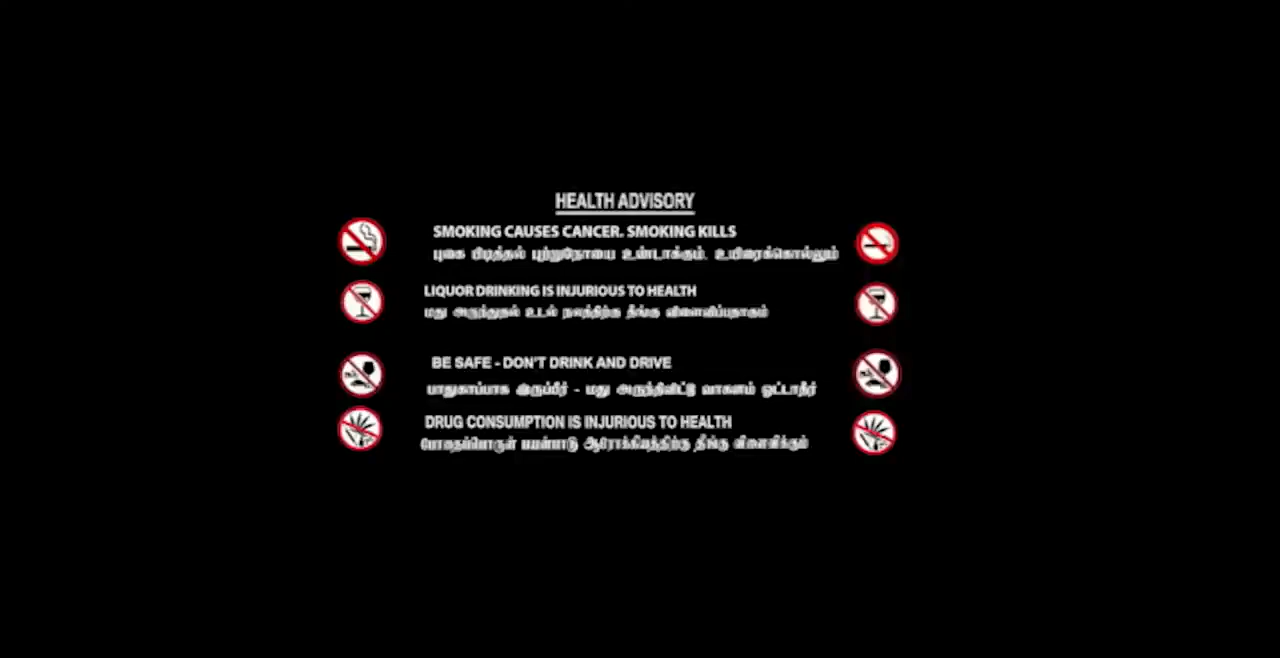 HEALTH ADVISORY
SMOKING CAUSES CANCER. SMOKING KILLS
புகை பிடித்தல் புற்றுநோயை உண்டாக்கும். உயிரைக்கொல்லும்
LIQUOR DRINKING IS INJURIOUS TO HEALTH
மது அருந்துதல் உடல் நலத்திற்கு தீங்கு விளைவிப்பதாகும்
BE SAFE - DON'T DRINK AND DRIVE
பாதுகாப்பாக இருப்பீர் - மது அருந்திவிட்டு வாகனம் ஓட்டாதீர்
DRUG CONSUMPTION IS INJURIOUS TO HEALTH
போதைப்பொருள் பயன்பாடு ஆரோக்கியத்திற்கு தீங்கு விளைவிக்கும்